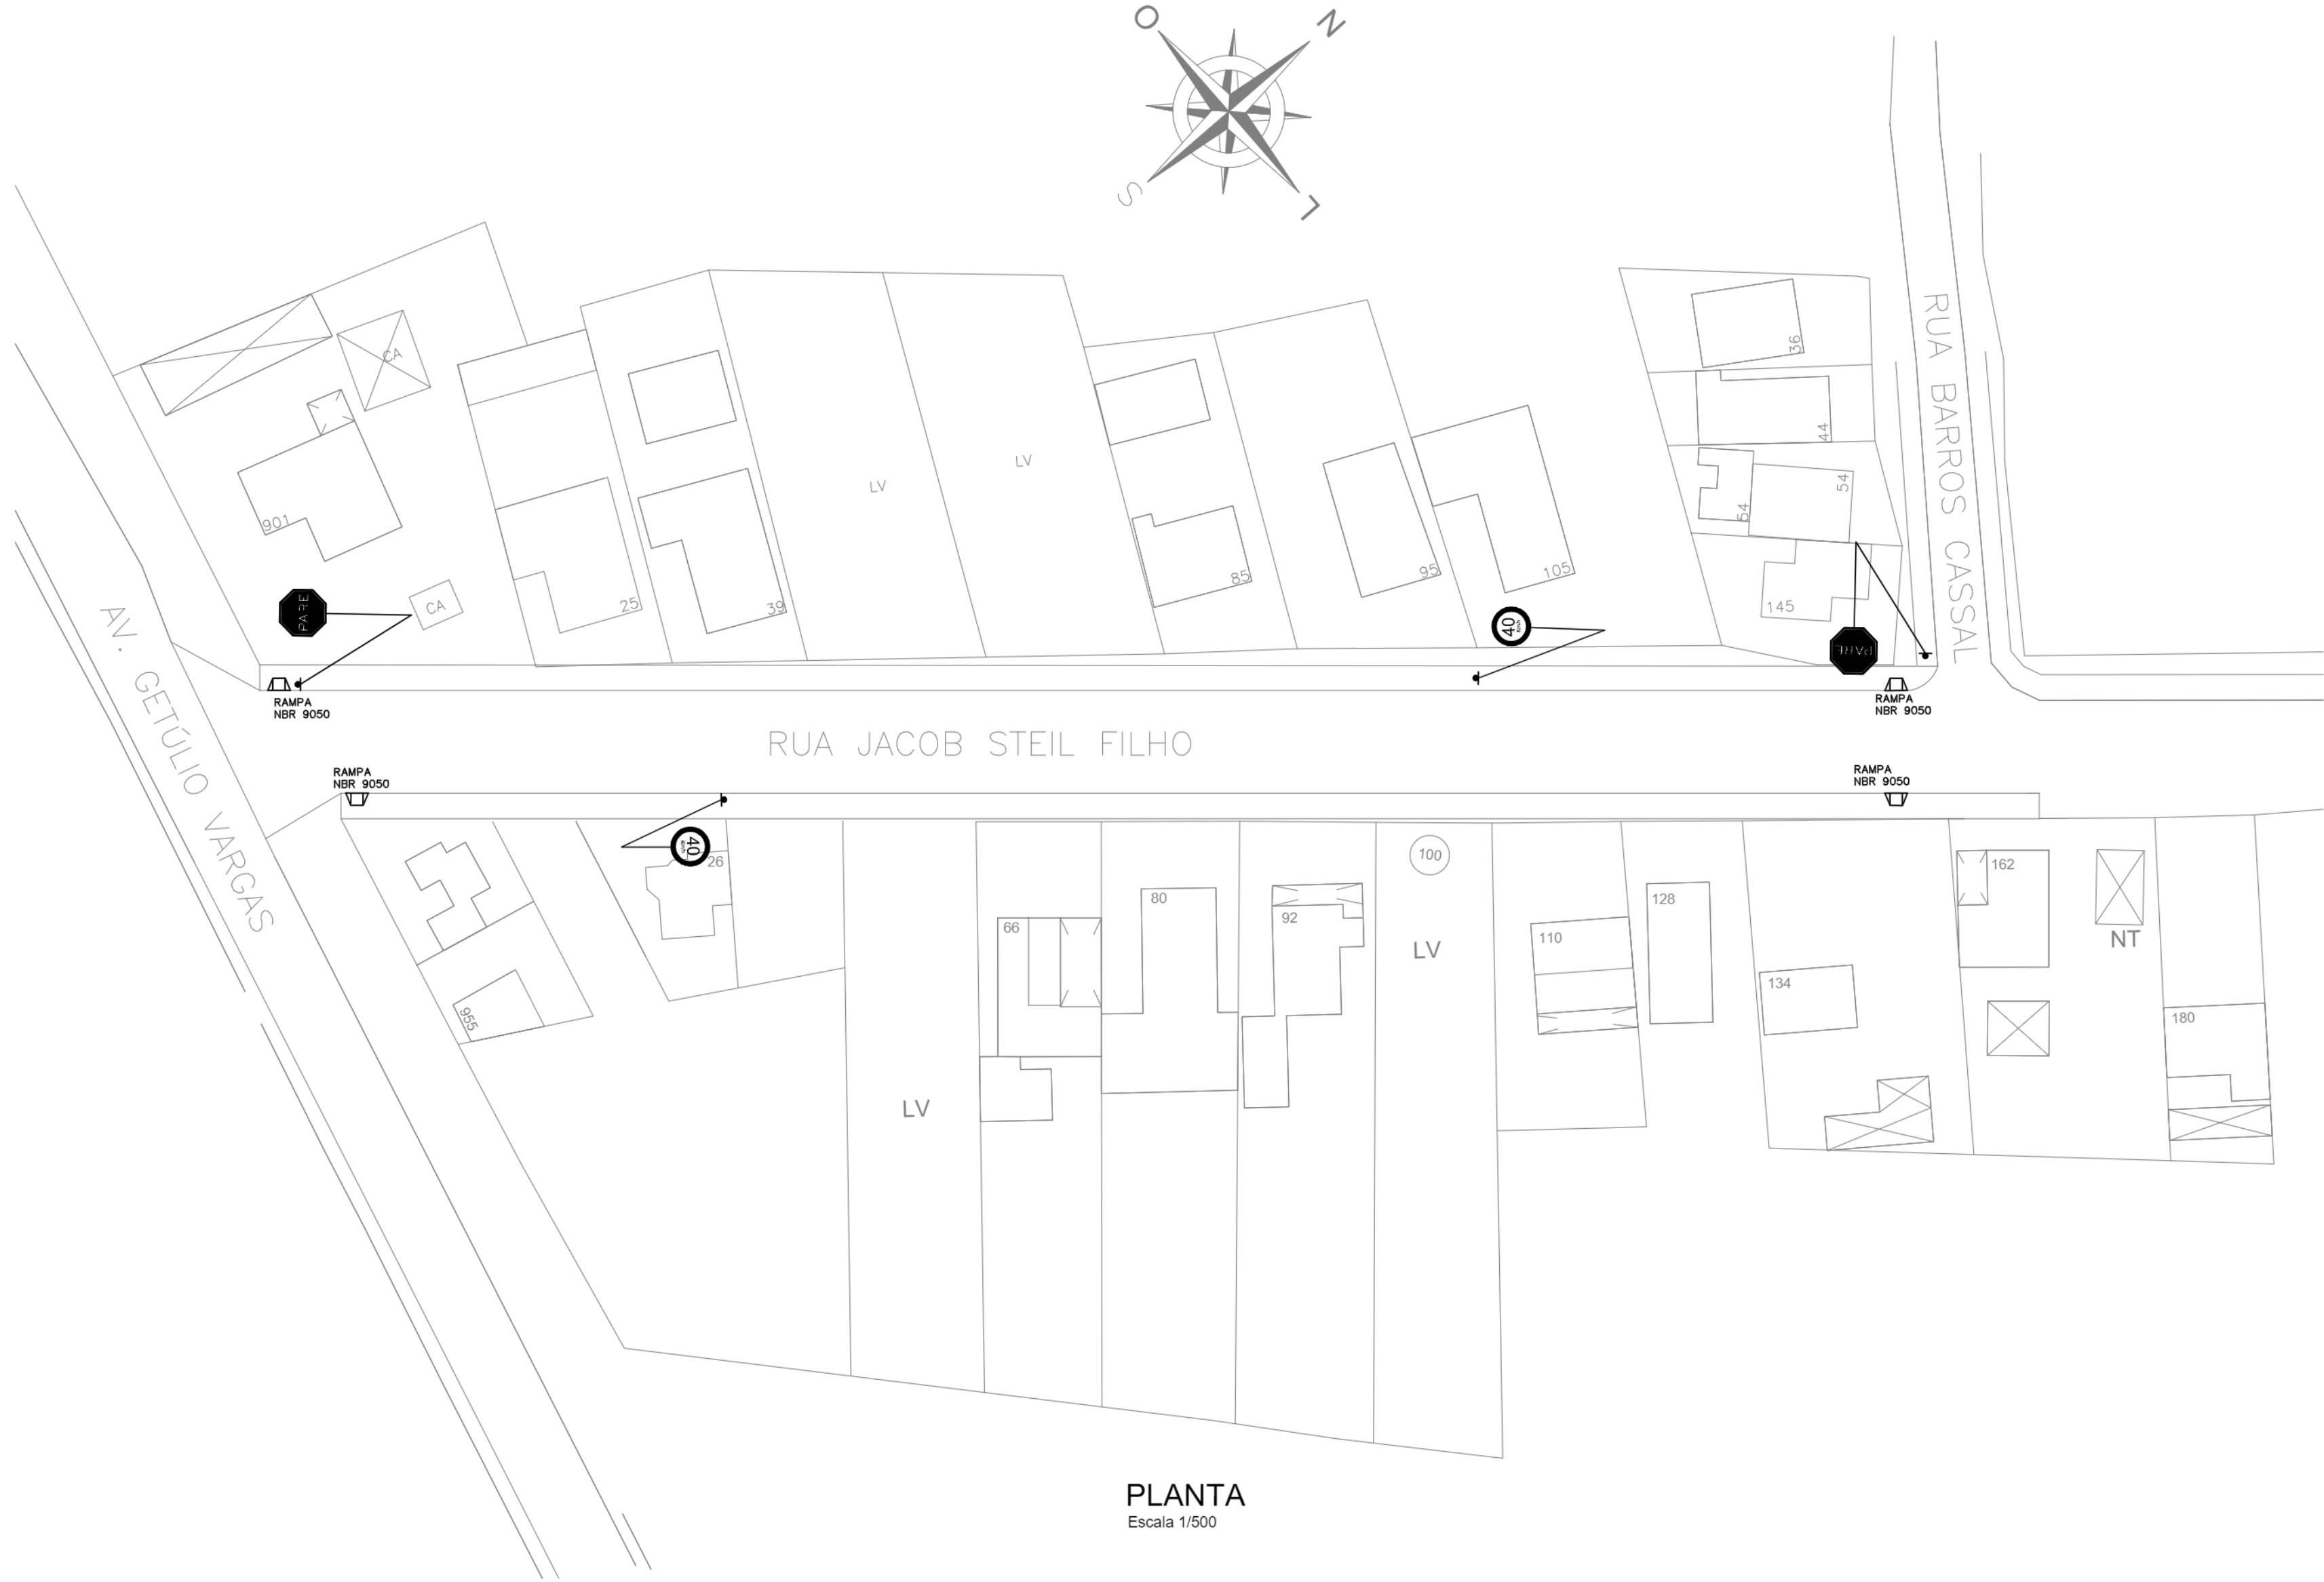 O
N
S
L
RUA BARROS CASSAL
36
44
54
64
145
CA
901
CA
25
39
LV
LV
85
95
105
PARE
40
km/h
PARE
RAMPA
NBR 9050
RAMPA
NBR 9050
AV. GETÚLIO VARGAS
RUA JACOB STEIL FILHO
RAMPA
NBR 9050
RAMPA
NBR 9050
40
km/h
26
955
LV
66
80
92
100
LV
110
128
134
162
NT
180
PLANTA
Escala 1/500